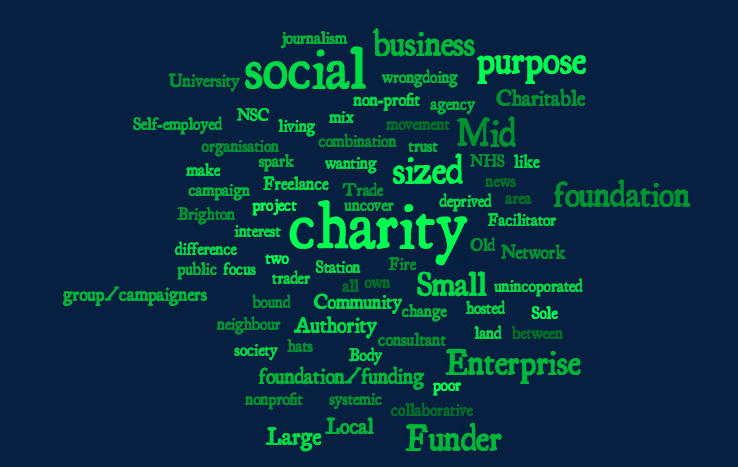 journalism
business
social
purpose
University
wrongdoing
non-profit
agency
Charitable
NSC
mix
Self-employed
living
movement
Mid
organisation
combination
trust
spark
wanting
NHS
like
make
sized
news
campaign
Freelance
Trade
foundation
project
uncover
deprived
area
Brighton
charity
Facilitator
interest
difference
Old
Network
two
public
focus
Station
Fire
trader
all
own
Small
unincoporated
group/campaigners
bound
Community
change
hosted
Sole
neighbour
Authority
land
between
consultant
society
hats
Body
Enterprise
foundation/funding
poor
nonprofit
systemic
collaborative
Large
Local
Funder